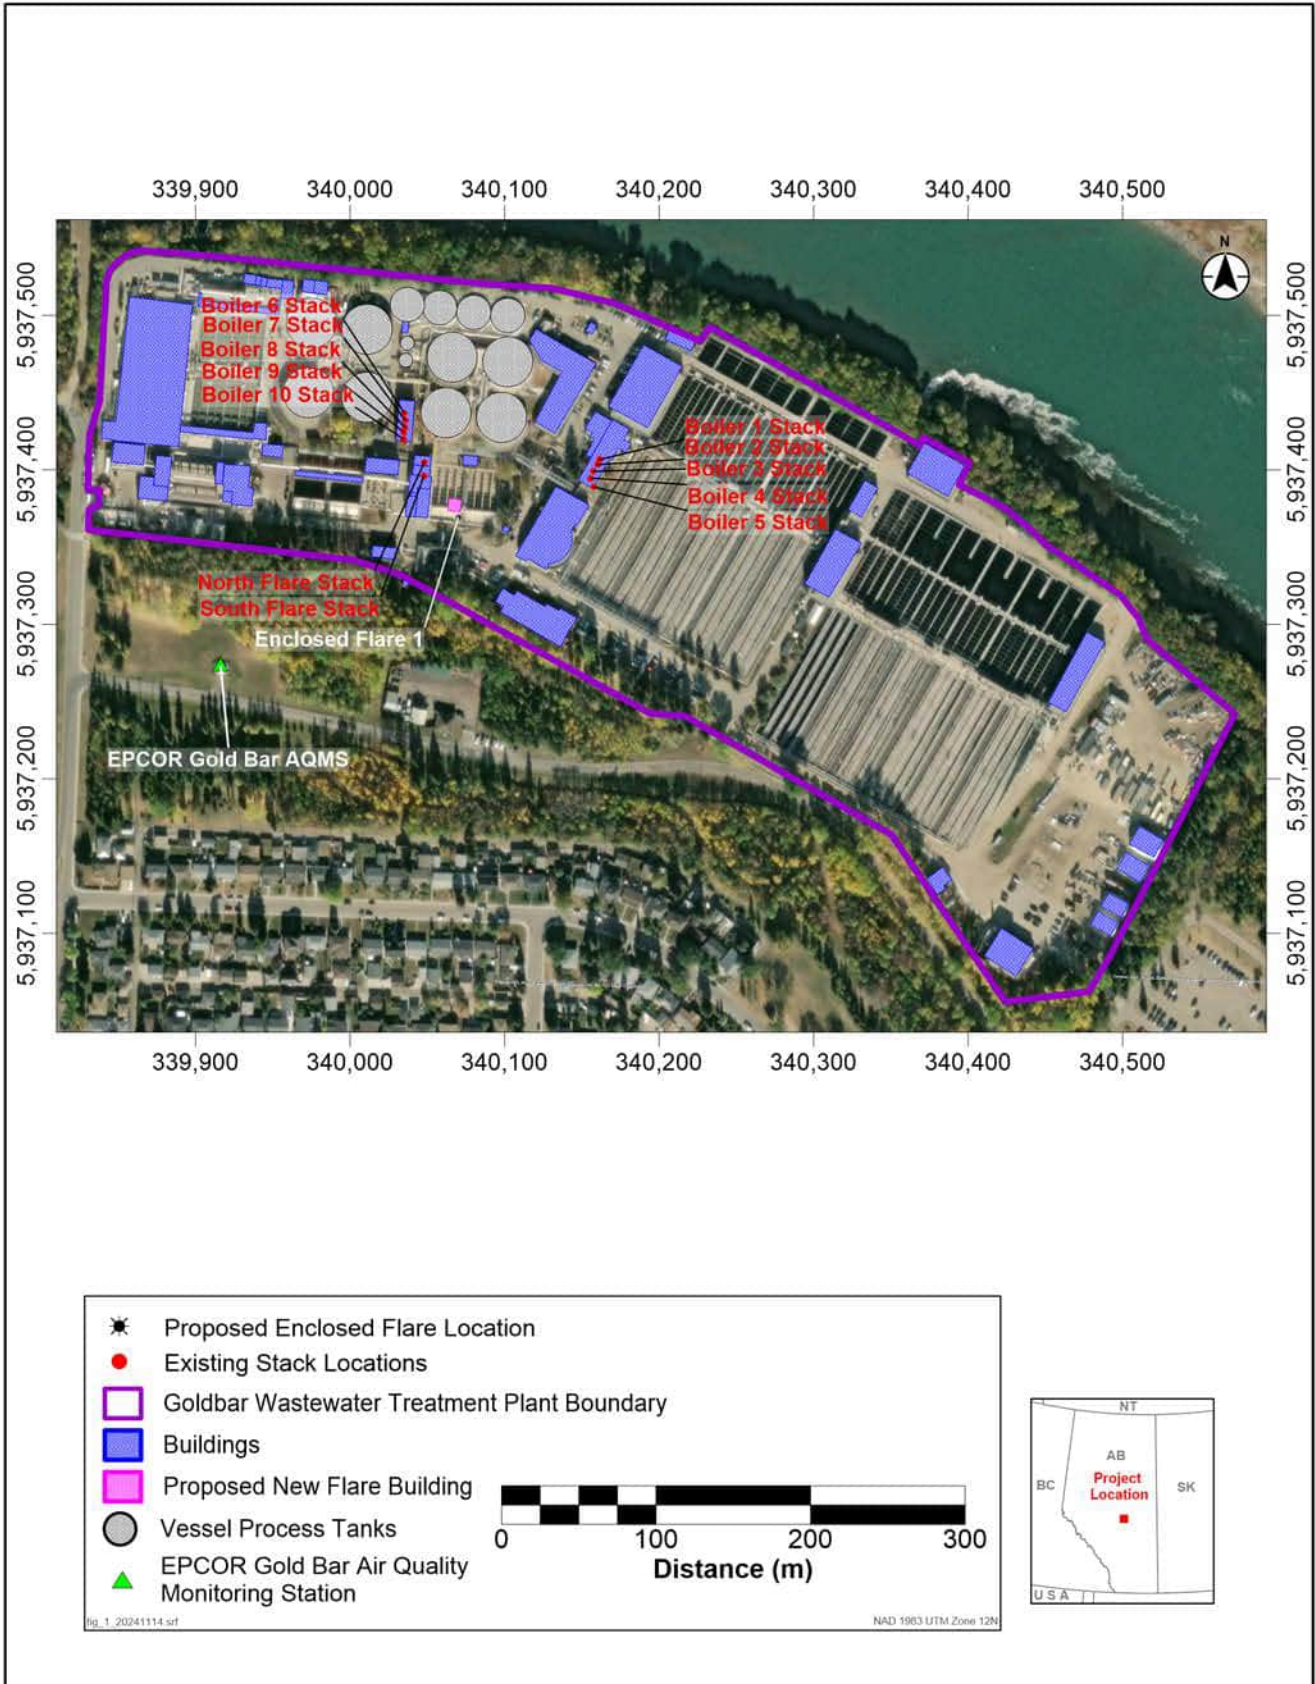 339,900 340,000 340,100 340,200 340,300 340,400 340,500
N
5,937,500
5,937,400
5,937,300
5,937,200
5,937,100
Boiler 6 Stack
Boiler 7 Stack
Boiler 8 Stack
Boiler 9 Stack
Boiler 10 Stack
Boiler 1 Stack
Boiler 2 Stack
Boiler 3 Stack
Boiler 4 Stack
Boiler 5 Stack
North Flare Stack
South Flare Stack
Enclosed Flare 1
EPCOR Gold Bar AQMS
5,937,500
5,937,400
5,937,300
5,937,200
5,937,100
339,900 340,000 340,100 340,200 340,300 340,400 340,500
Proposed Enclosed Flare Location
Existing Stack Locations
Goldbar Wastewater Treatment Plant Boundary
Buildings
Proposed New Flare Building
Vessel Process Tanks
EPCOR Gold Bar Air Quality
Monitoring Station
0 100 200 300
Distance (m)
fig_1_20241114.srf
NAD 1983 UTM Zone 12N
NT
AB
BC
SK
Project
Location
USA